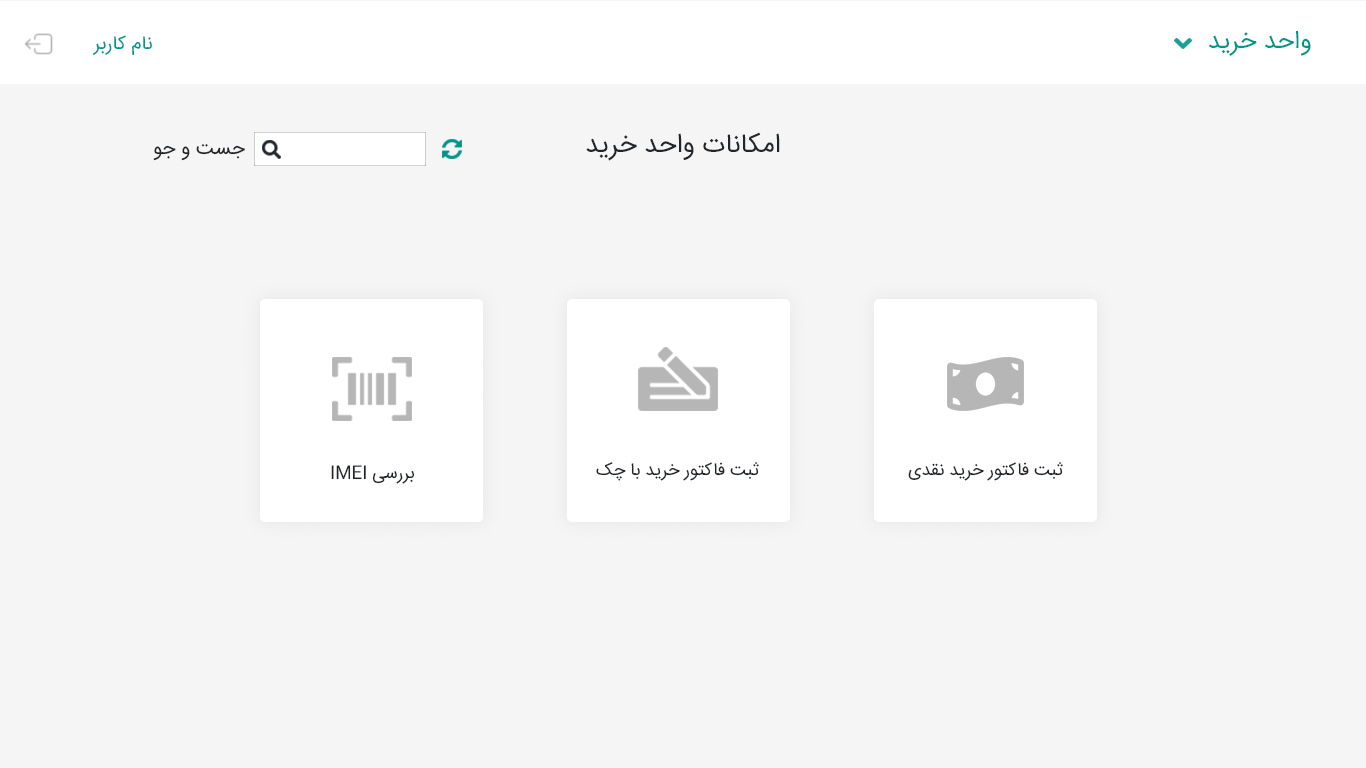 واحد خرید
نام کاربر
امکانات واحد خرید
جست و جو
ثبت فاکتور خرید نقدی
ثبت فاکتور خرید با چک
بررسی IMEI